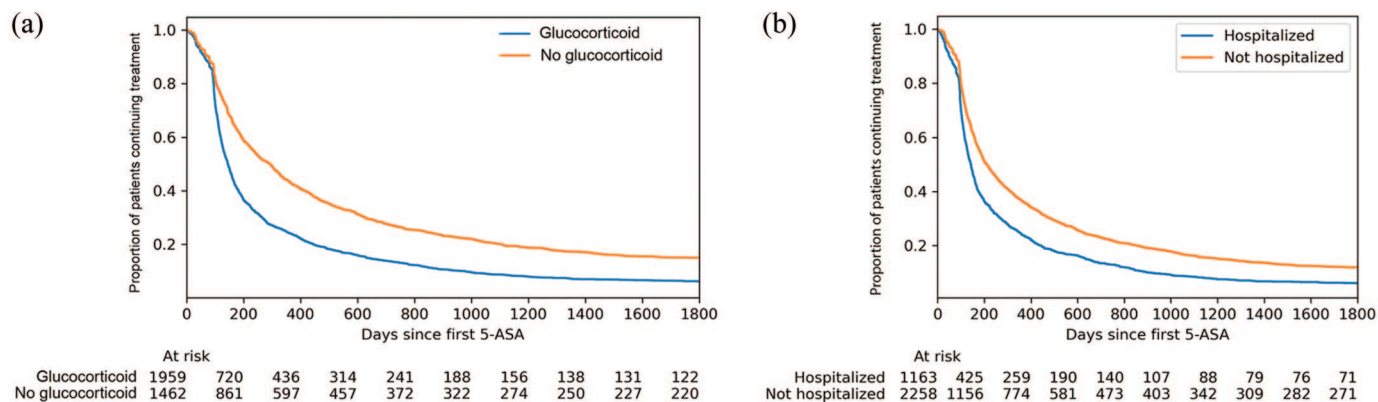 (a)
Proportion of patients continuing treatment
1.0
0.8
0.6
0.4
0.2
Glucocorticoid
No glucocorticoid
0 200 400 600 800 1000 1200 1400 1600 1800
Days since first 5-ASA
At risk
Glucocorticoid 1959 720 436 314 241 188 156 138 131 122
No glucocorticoid 1462 861 597 457 372 322 274 250 227 220
(b)
Proportion of patients continuing treatment
1.0
0.8
0.6
0.4
0.2
Hospitalized
Not hospitalized
0 200 400 600 800 1000 1200 1400 1600 1800
Days since first 5-ASA
At risk
Hospitalized 1163 425 259 190 140 107 88 79 76 71
Not hospitalized 2258 1156 774 581 473 403 342 309 282 271